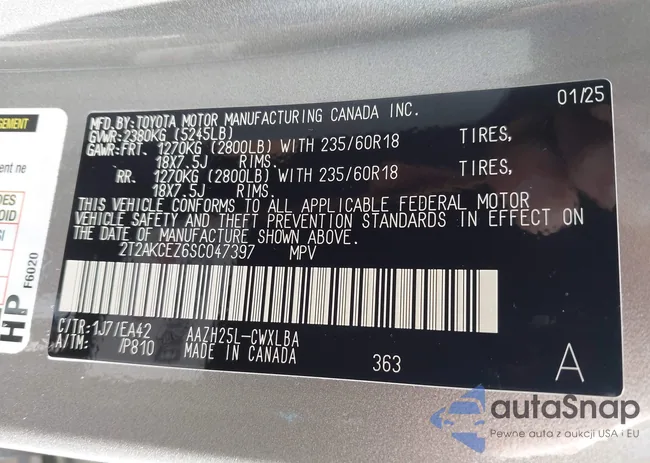 MFD.BY: TOYOTA MOTOR MANUFACTURING CANADA INC. 01/25
GVWR: 2380KG (5245LB)
GAWR:FRT. 1270KG (2800LB) WITH 235/60R18 TIRES,
18X7.5J RIMS.
RR. 1270KG (2800LB) WITH 235/60R18 TIRES,
18X7.5J RIMS.
THIS VEHICLE CONFORMS TO ALL APPLICABLE FEDERAL MOTOR
VEHICLE SAFETY AND THEFT PREVENTION STANDARDS IN EFFECT ON
THE DATE OF MANUFACTURE SHOWN ABOVE.
2T2AKCEZ6SC047397 MPV
C/TR: 1J7/EA42 AAZH25L-CWXLBA
A/TM: /P810 MADE IN CANADA 363 A
HP F6020
autaSnap
Pewne auta z aukcji USA i EU